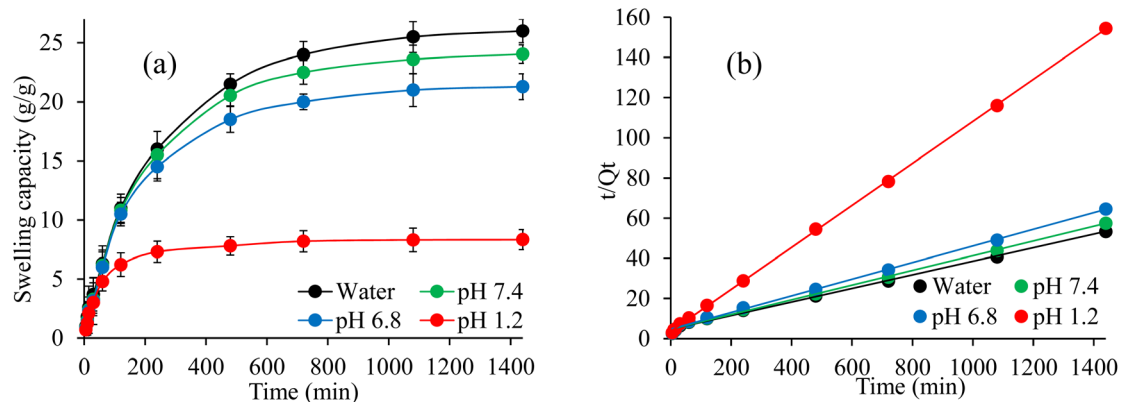 (a)
Swelling capacity (g/g)
25
20
15
10
5
0
Water
pH 7.4
pH 6.8
pH 1.2
0 200 400 600 800 1000 1200 1400
Time (min)
(b)
t/Qt
160
140
120
100
80
60
40
20
0
Water
pH 7.4
pH 6.8
pH 1.2
0 200 400 600 800 1000 1200 1400
Time (min)